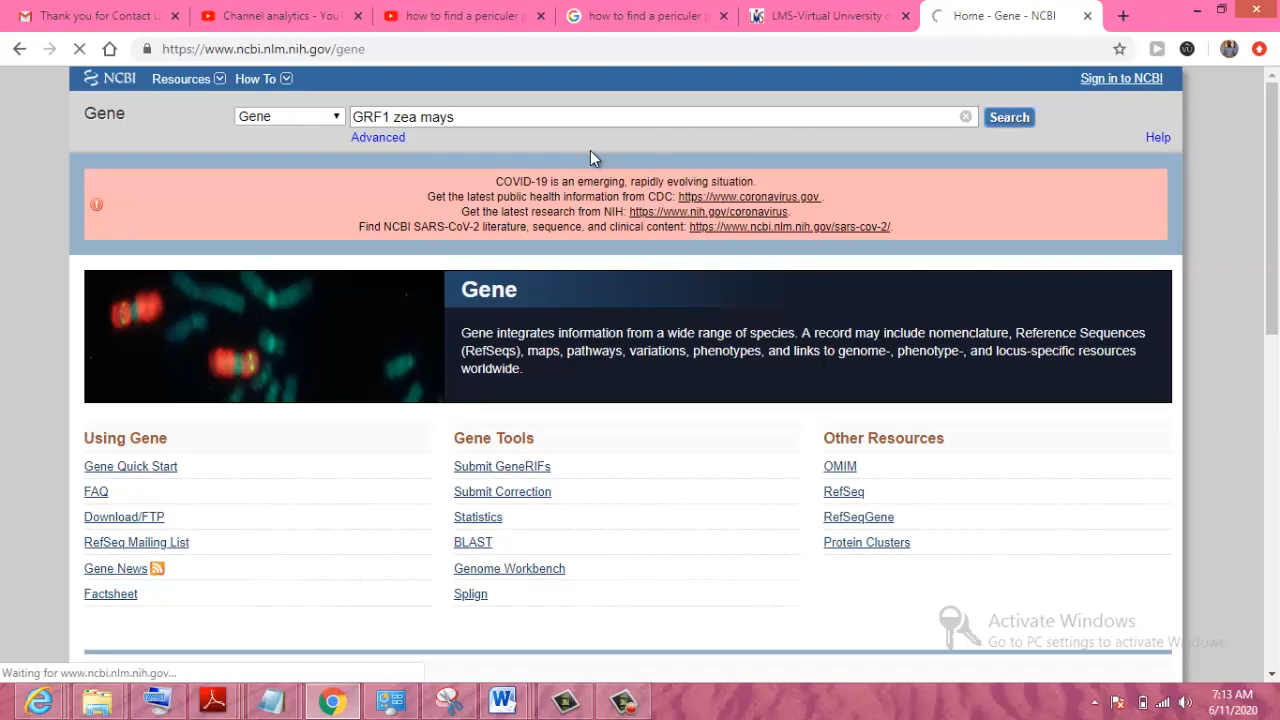 Thank you for Contact U
Channel analytics - YouT
how to find a periculer p
how to find a periculer p
LMS-Virtual University o
Home - Gene - NCBI
https://www.ncbi.nlm.nih.gov/gene
NCBI Resources How To Sign in to NCBI
Gene Gene GRF1 zea mays Search
Advanced Help
COVID-19 is an emerging, rapidly evolving situation.
Get the latest public health information from CDC: https://www.coronavirus.gov .
Get the latest research from NIH: https://www.nih.gov/coronavirus.
Find NCBI SARS-CoV-2 literature, sequence, and clinical content: https://www.ncbi.nlm.nih.gov/sars-cov-2/.
Gene
Gene integrates information from a wide range of species. A record may include nomenclature, Reference Sequences
(RefSeqs), maps, pathways, variations, phenotypes, and links to genome-, phenotype-, and locus-specific resources
worldwide.
Using Gene
Gene Quick Start
FAQ
Download/FTP
RefSeq Mailing List
Gene News
Factsheet
Gene Tools
Submit GeneRIFs
Submit Correction
Statistics
BLAST
Genome Workbench
Splign
Other Resources
OMIM
RefSeq
RefSeqGene
Protein Clusters
Activate Windows
Go to PC settings to activate Windows.
Waiting for www.ncbi.nlm.nih.gov...
7:13 AM
6/11/2020